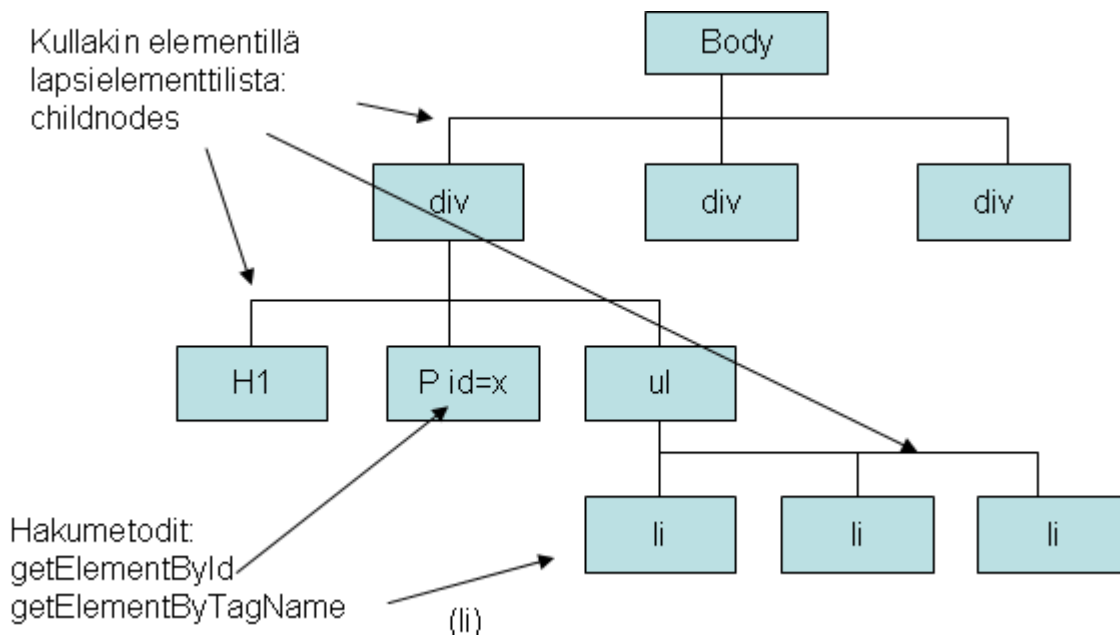 Kullakin elementillä
lapsielementtilista:
childnodes
Body
div
div
div
H1
P id=x
ul
li
li
li
Hakumetodit:
getElementById
getElementByTagName
(li)